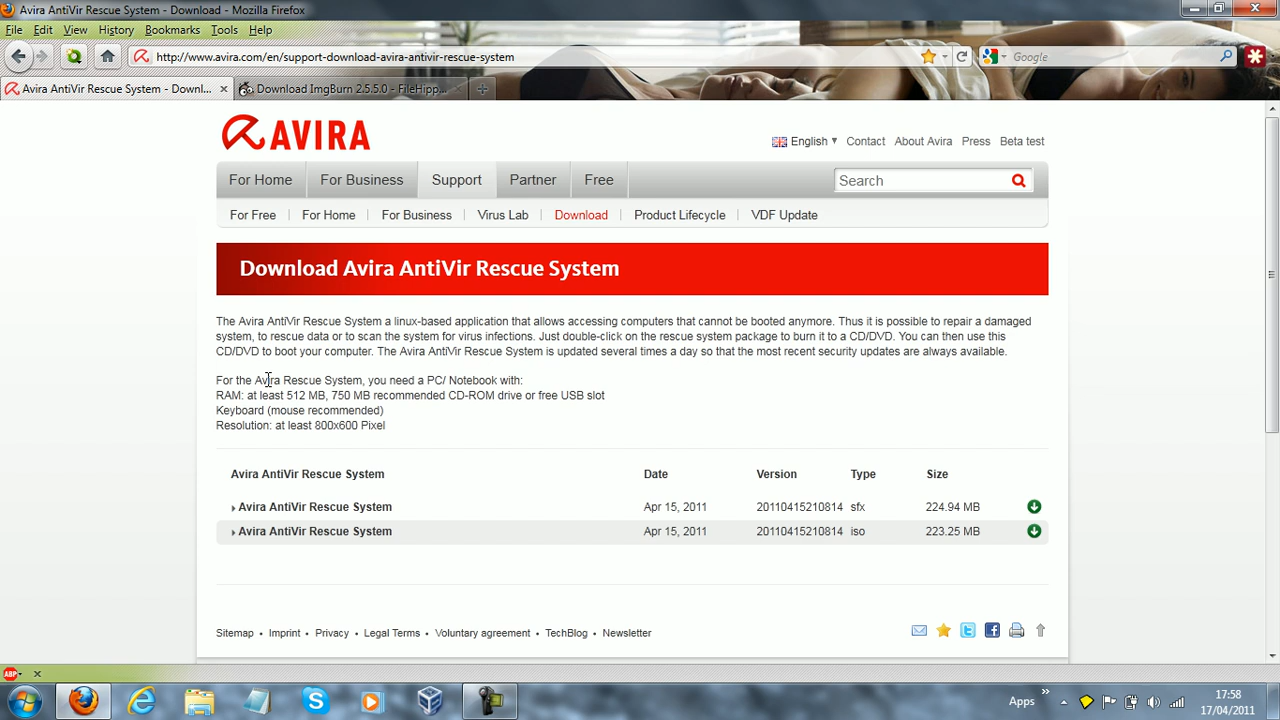 Avira AntiVir Rescue System - Download - Mozilla Firefox
File Edit View History Bookmarks Tools Help
http://www.avira.com/en/support-download-avira-antivir-rescue-system
Google
Avira AntiVir Rescue System - Downl...
Download ImgBurn 2.5.5.0 - FileHipp...
AVIRA
English Contact About Avira Press Beta test
For Home For Business Support Partner Free
Search
For Free For Home For Business Virus Lab Download Product Lifecycle VDF Update
Download Avira AntiVir Rescue System
The Avira AntiVir Rescue System a linux-based application that allows accessing computers that cannot be booted anymore. Thus it is possible to repair a damaged
system, to rescue data or to scan the system for virus infections. Just double-click on the rescue system package to burn it to a CD/DVD. You can then use this
CD/DVD to boot your computer. The Avira AntiVir Rescue System is updated several times a day so that the most recent security updates are always available.
For the Avira Rescue System, you need a PC/ Notebook with:
RAM: at least 512 MB, 750 MB recommended CD-ROM drive or free USB slot
Keyboard (mouse recommended)
Resolution: at least 800x600 Pixel
Avira AntiVir Rescue System Date Version Type Size
Avira AntiVir Rescue System Apr 15, 2011 20110415210814 sfx 224.94 MB
Avira AntiVir Rescue System Apr 15, 2011 20110415210814 iso 223.25 MB
Sitemap • Imprint • Privacy • Legal Terms • Voluntary agreement • TechBlog • Newsletter
ABP
Apps
17:58
17/04/2011